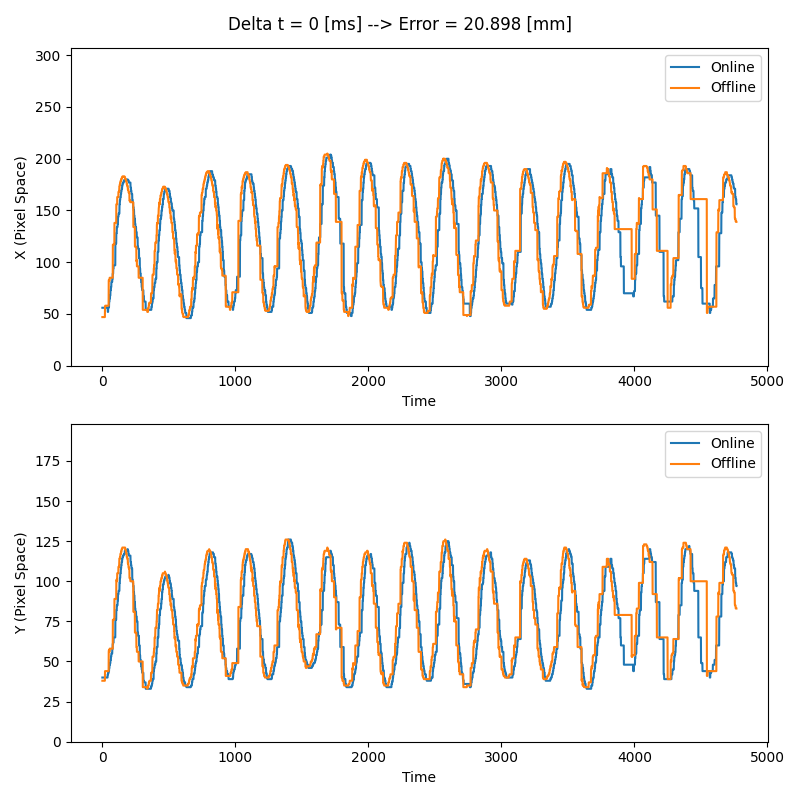 Delta t = 0 [ms] --> Error = 20.898 [mm]
300
250
200
150
100
50
0
X (Pixel Space)
Online
Offline
0 1000 2000 3000 4000 5000
Time
175
150
125
100
75
50
25
0
Y (Pixel Space)
Online
Offline
0 1000 2000 3000 4000 5000
Time